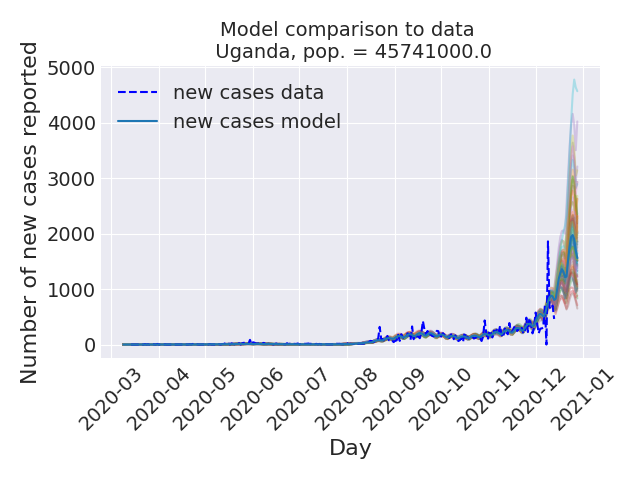 Model comparison to data
Uganda, pop. = 45741000.0
Number of new cases reported
5000
4000
3000
2000
1000
0
new cases data
new cases model
2020-03
2020-04
2020-05
2020-06
2020-07
2020-08
2020-09
2020-10
2020-11
2020-12
2021-01
Day